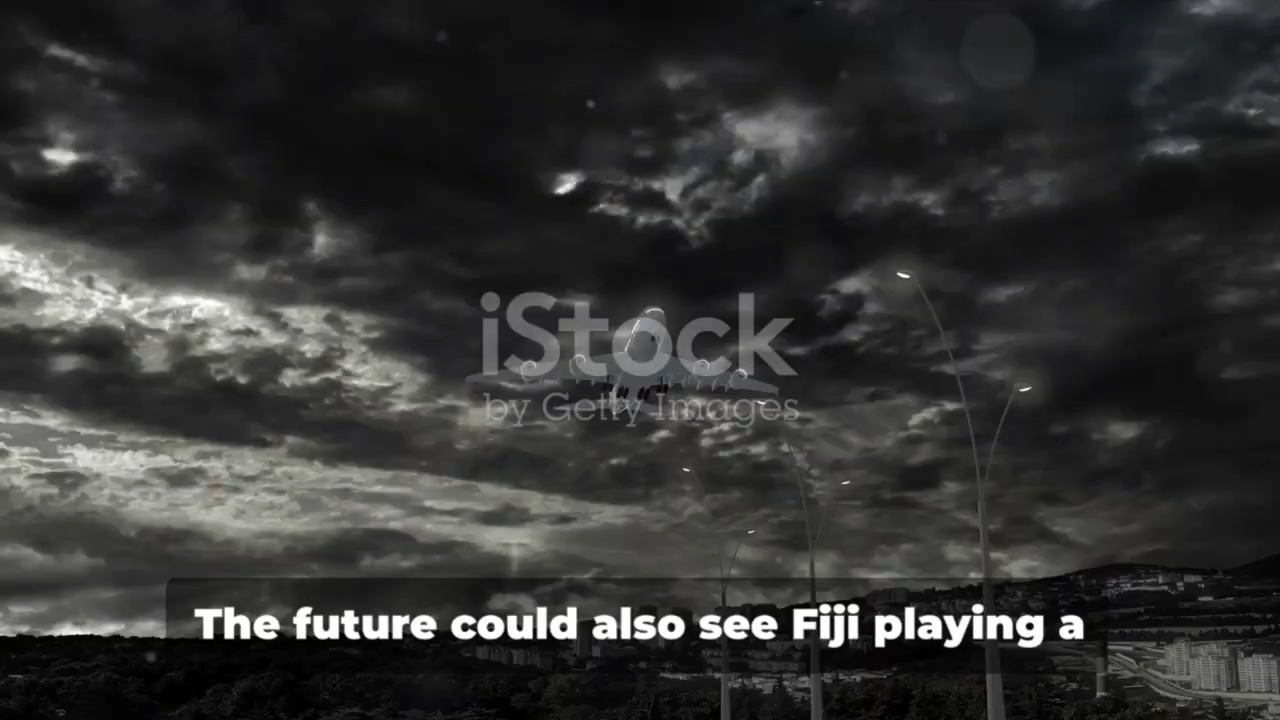 iStock
by Getty Images
The future could also see Fiji playing a